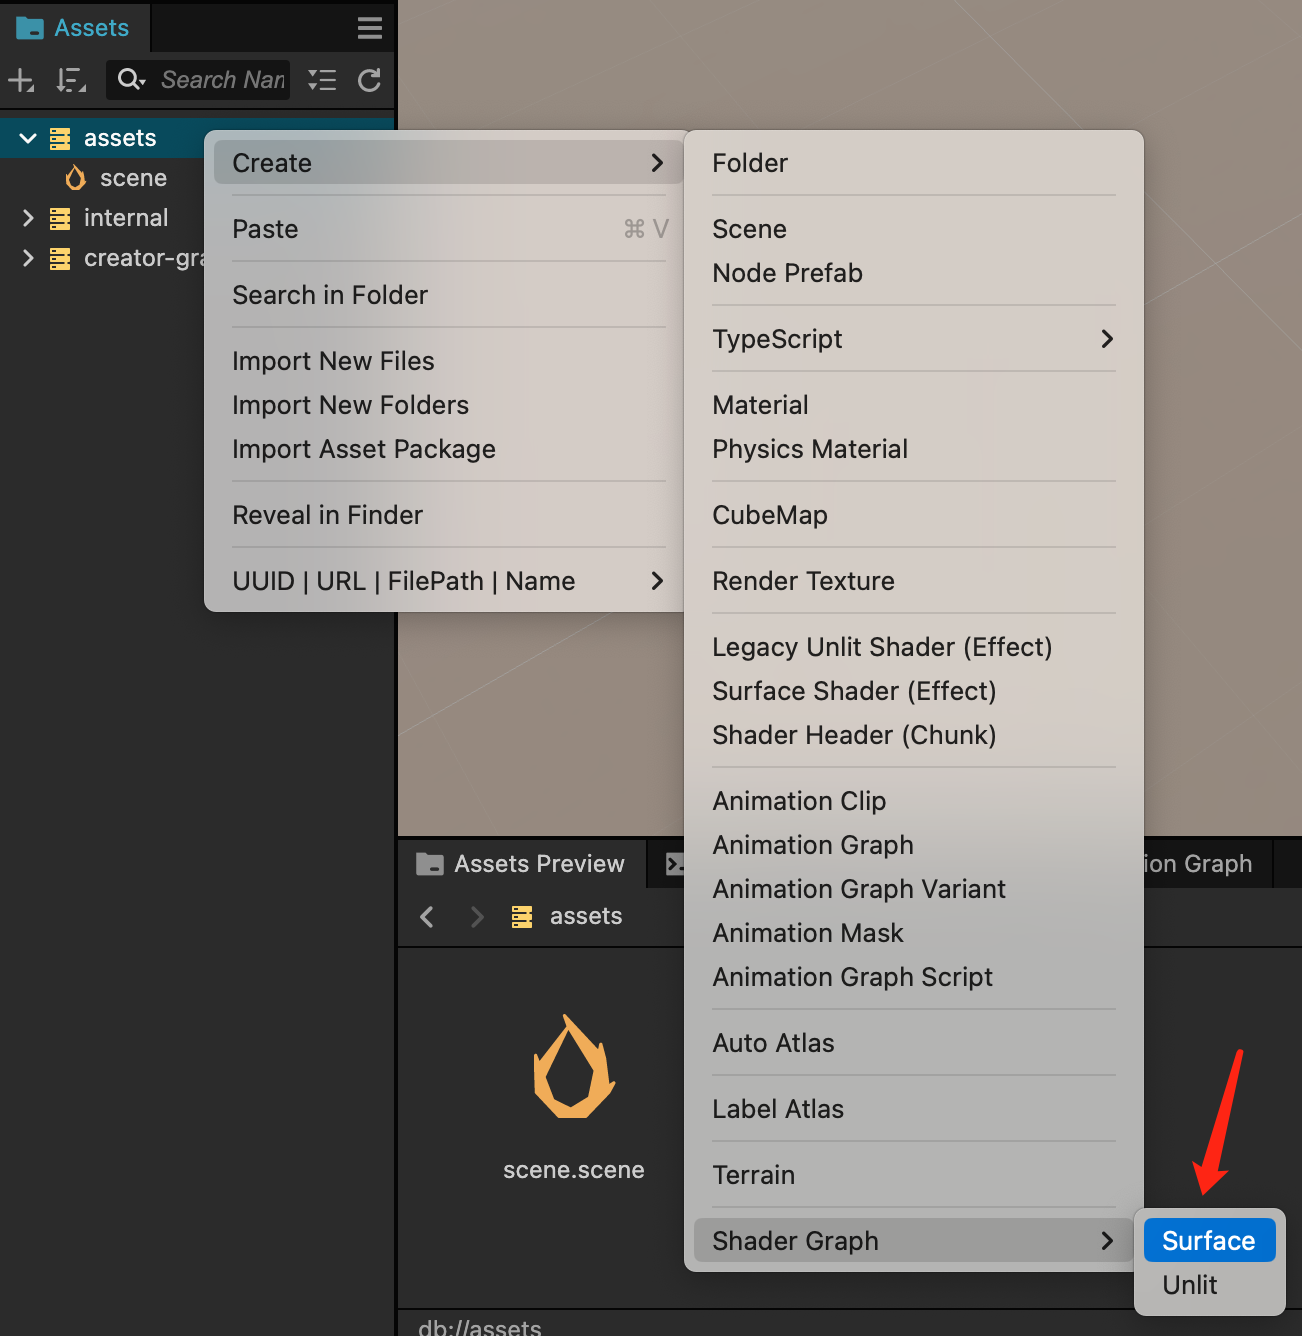 Assets
Search Nar
assets
scene
internal
creator-gra
Create
Paste ⌘ V
Search in Folder
Import New Files
Import New Folders
Import Asset Package
Reveal in Finder
UUID | URL | FilePath | Name
Folder
Scene
Node Prefab
TypeScript
Material
Physics Material
CubeMap
Render Texture
Legacy Unlit Shader (Effect)
Surface Shader (Effect)
Shader Header (Chunk)
Animation Clip
Animation Graph
Animation Graph Variant
Animation Mask
Animation Graph Script
Auto Atlas
Label Atlas
Terrain
Shader Graph
Surface
Unlit
Assets Preview
ion Graph
assets
scene.scene
db://assets